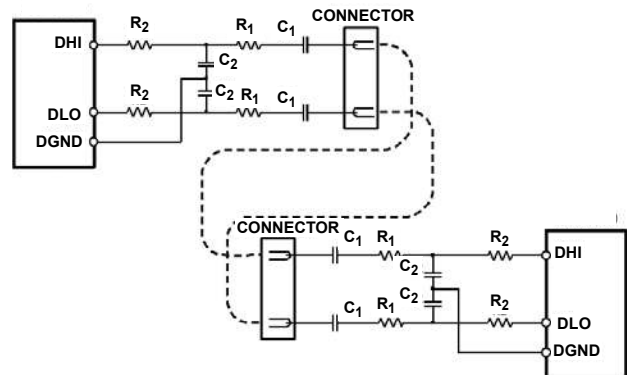 CONNECTOR
R2 R1 C1
DHI
C2
C2
R2 R1 C1
DLO
DGND
CONNECTOR
C1 R1 R2
DHI
C2
C2
C1 R1 R2
DLO
DGND